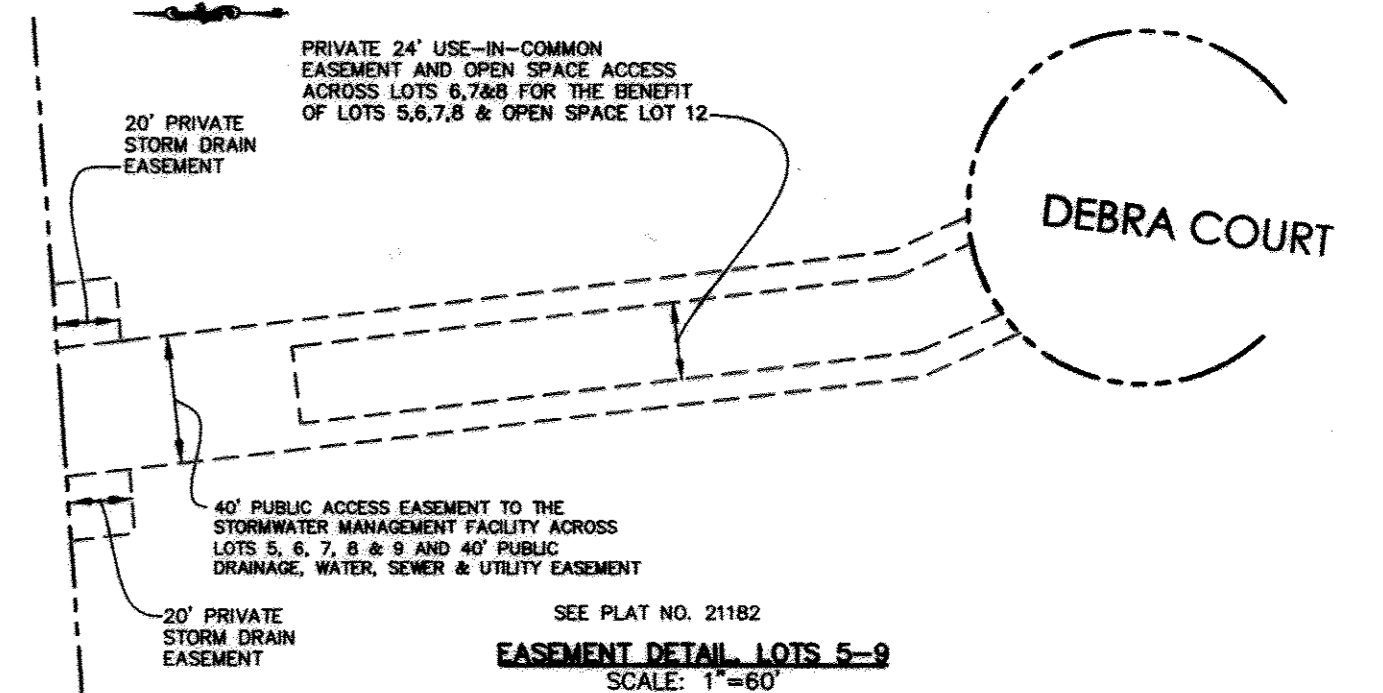 PRIVATE 24' USE-IN-COMMON
EASEMENT AND OPEN SPACE ACCESS
ACROSS LOTS 6,7&8 FOR THE BENEFIT
OF LOTS 5,6,7,8 & OPEN SPACE LOT 12
20' PRIVATE
STORM DRAIN
EASEMENT
DEBRA COURT
40' PUBLIC ACCESS EASEMENT TO THE
STORMWATER MANAGEMENT FACILITY ACROSS
LOTS 5, 6, 7, 8 & 9 AND 40' PUBLIC
DRAINAGE, WATER, SEWER & UTILITY EASEMENT
20' PRIVATE
STORM DRAIN
EASEMENT
SEE PLAT NO. 21182
EASEMENT DETAIL, LOTS 5-9
SCALE: 1"=60'